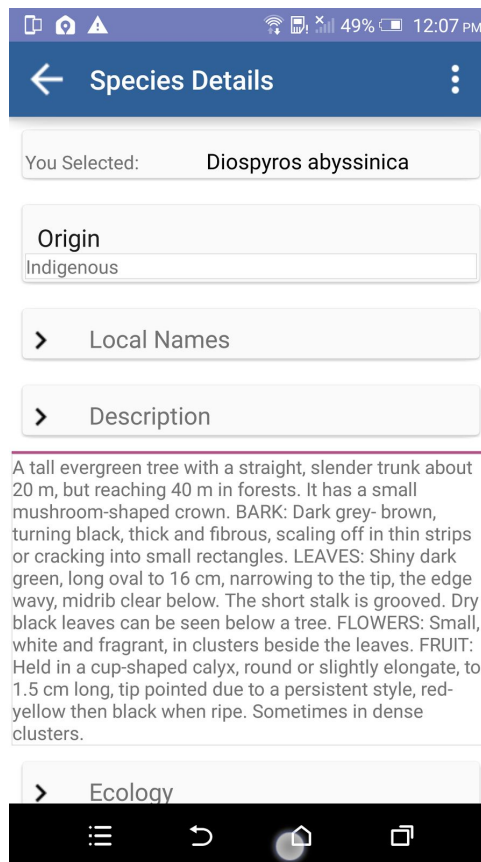 49% 12:07 PM
Species Details
You Selected: Diospyros abyssinica
Origin
Indigenous
Local Names
Description
A tall evergreen tree with a straight, slender trunk about
20 m, but reaching 40 m in forests. It has a small
mushroom-shaped crown. BARK: Dark grey- brown,
turning black, thick and fibrous, scaling off in thin strips
or cracking into small rectangles. LEAVES: Shiny dark
green, long oval to 16 cm, narrowing to the tip, the edge
wavy, midrib clear below. The short stalk is grooved. Dry
black leaves can be seen below a tree. FLOWERS: Small,
white and fragrant, in clusters beside the leaves. FRUIT:
Held in a cup-shaped calyx, round or slightly elongate, to
1.5 cm long, tip pointed due to a persistent style, red-
yellow then black when ripe. Sometimes in dense
clusters.
Ecology